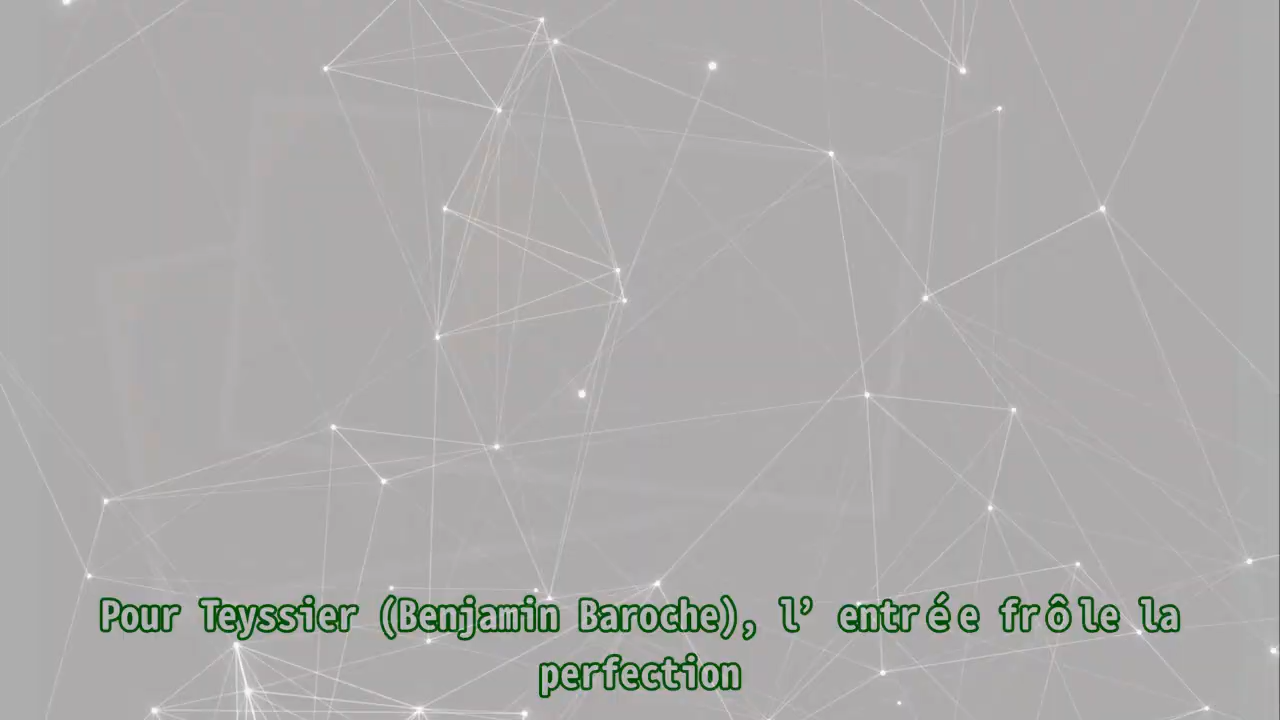 Pour Teyssier (Benjamin Baroche), l’ entrée frôle la
perfection